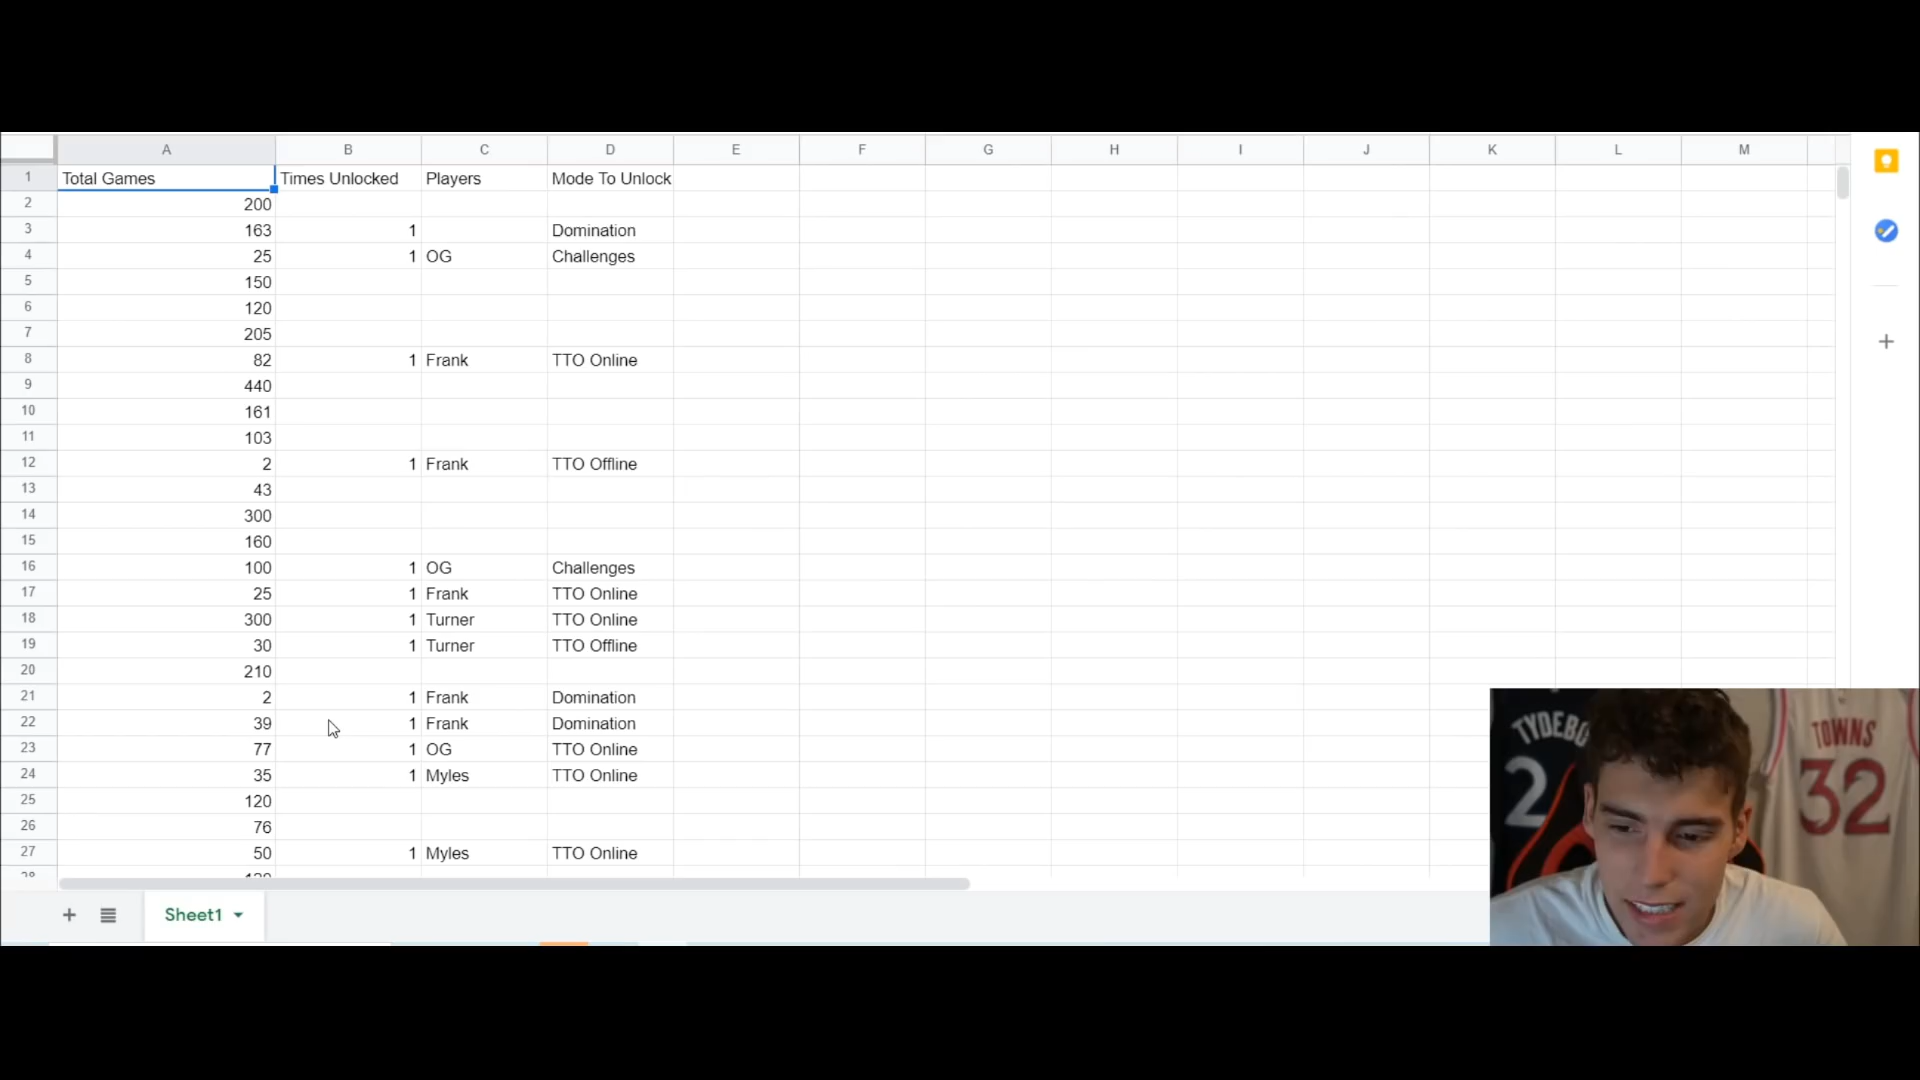 A B C D E F G H I J K L M
1 Total Games Times Unlocked Players Mode To Unlock
2 200
3 163 1 Domination
4 25 1 OG Challenges
5 150
6 120
7 205
8 82 1 Frank TTO Online
9 440
10 161
11 103
12 2 1 Frank TTO Offline
13 43
14 300
15 160
16 100 1 OG Challenges
17 25 1 Frank TTO Online
18 300 1 Turner TTO Online
19 30 1 Turner TTO Offline
20 210
21 2 1 Frank Domination
22 39 1 Frank Domination
23 77 1 OG TTO Online
24 35 1 Myles TTO Online
25 120
26 76
27 50 1 Myles TTO Online
28
Sheet1
TYDEBO
2
TOWNS
32